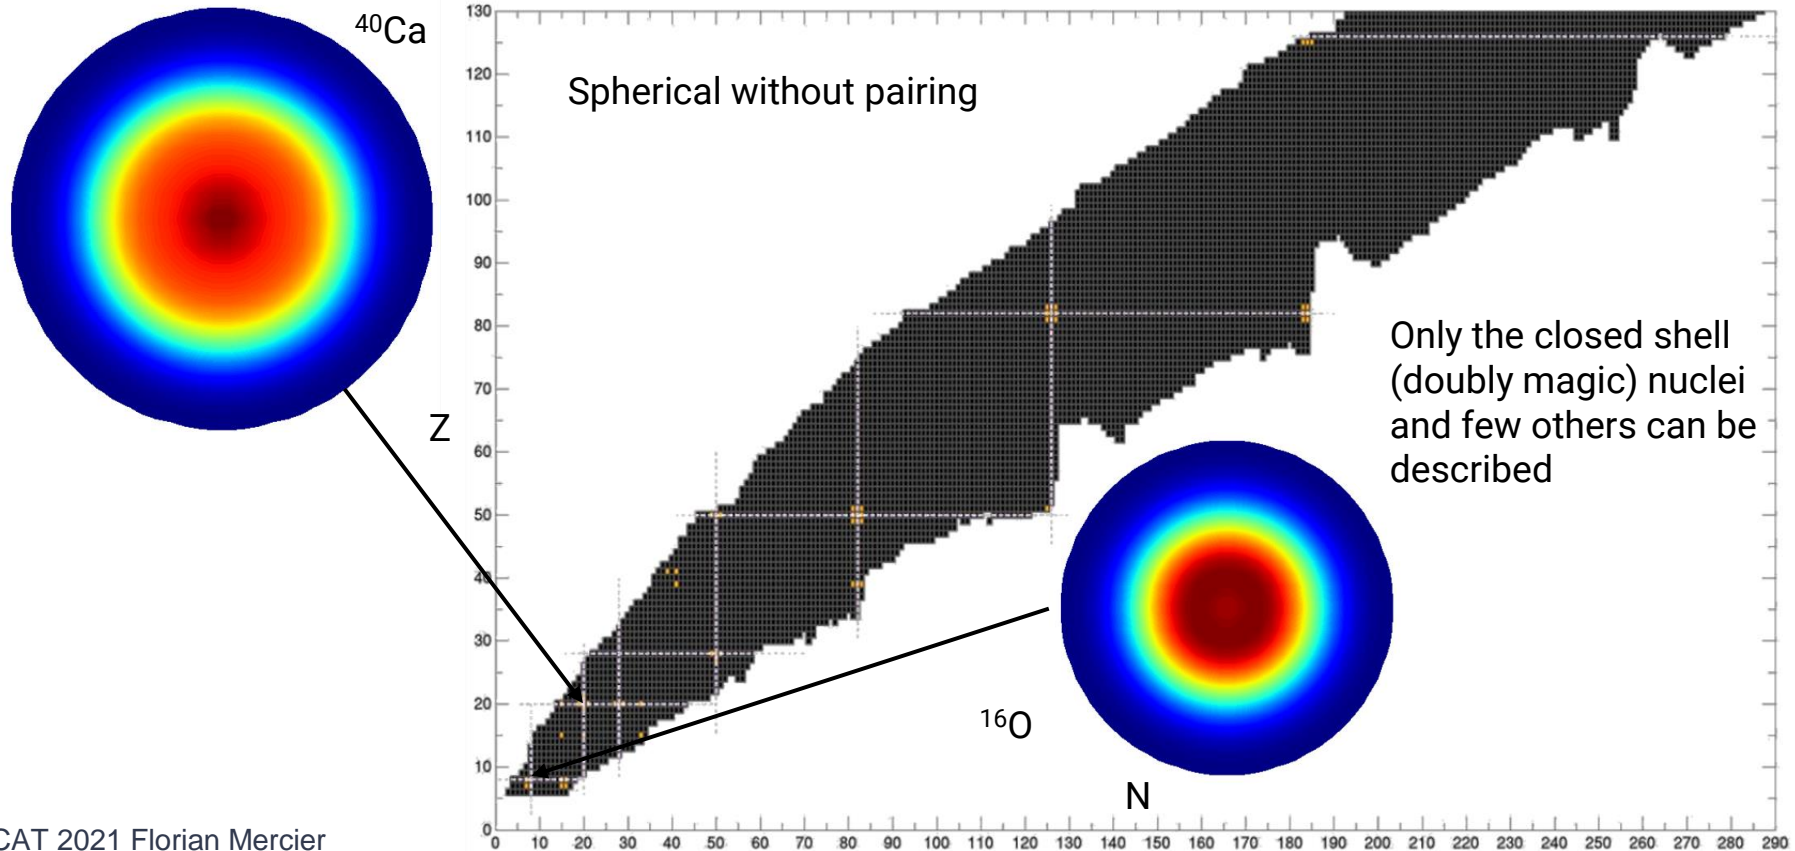 ⁴⁰Ca
Spherical without pairing
130
120
110
100
90
80
70
60
50
40
30
20
10
0
Z
Only the closed shell
(doubly magic) nuclei
and few others can be
described
¹⁶O
N
0 10 20 30 40 50 60 70 80 90 100 110 120 130 140 150 160 170 180 190 200 210 220 230 240 250 260 270 280 290
CAT 2021 Florian Mercier